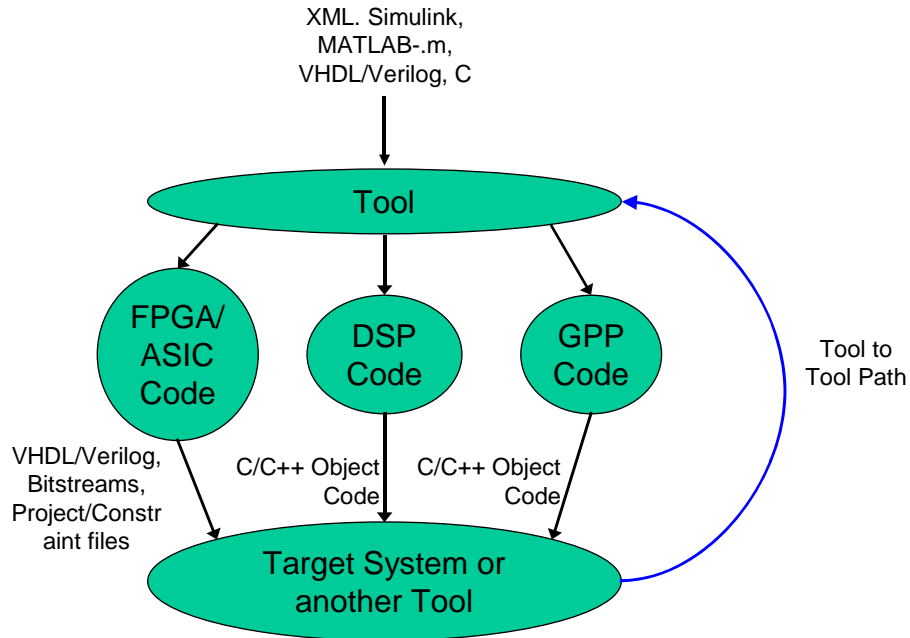 XML. Simulink,
MATLAB-.m,
VHDL/Verilog, C
Tool
FPGA/
ASIC
Code
DSP
Code
GPP
Code
Tool to
Tool Path
VHDL/Verilog,
Bitstreams,
Project/Constr
aint files
C/C++ Object
Code
C/C++ Object
Code
Target System or
another Tool